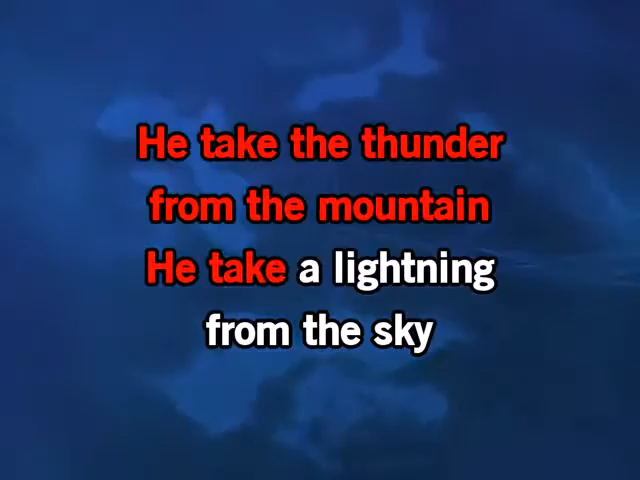 He take the thunder
from the mountain
He take a lightning
from the sky